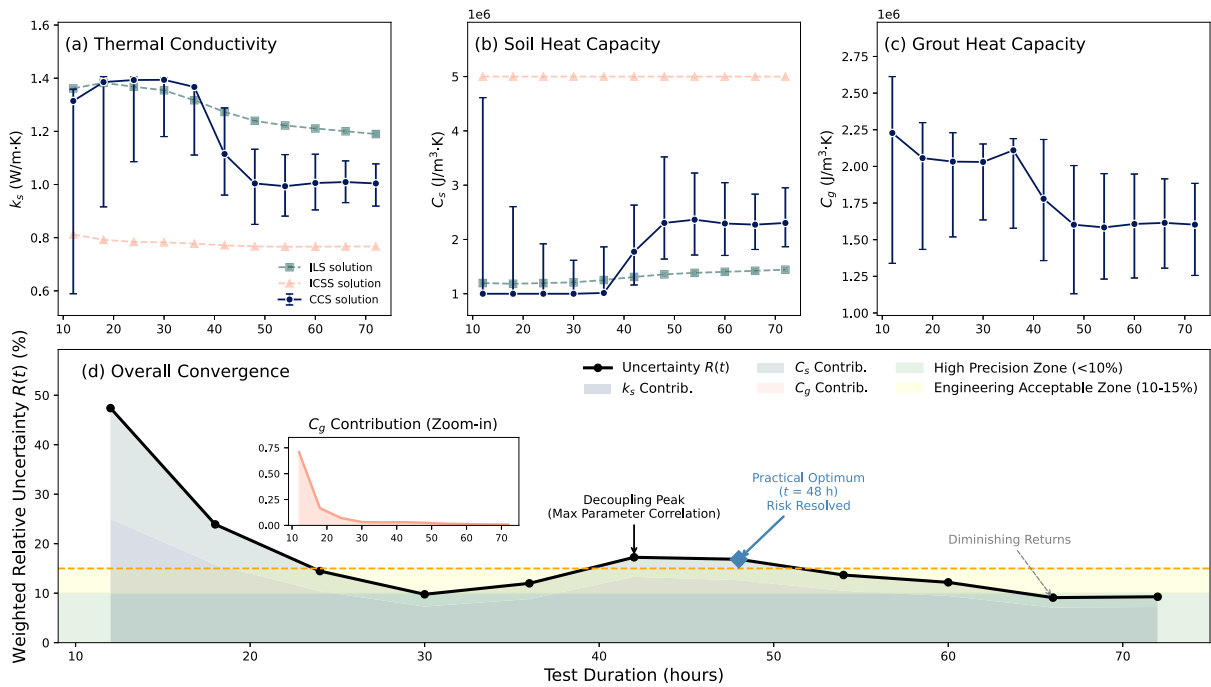 (a) Thermal Conductivity
1.6
1.4
1.2
1.0
0.8
0.6
k_s (W/m·K)
ILS solution
ICSS solution
CCS solution
10 20 30 40 50 60 70
1e6
(b) Soil Heat Capacity
6
5
4
3
2
1
C_s (J/m³·K)
10 20 30 40 50 60 70
1e6
(c) Grout Heat Capacity
2.75
2.50
2.25
2.00
1.75
1.50
1.25
1.00
C_g (J/m³·K)
10 20 30 40 50 60 70
(d) Overall Convergence
Uncertainty R(t)
k_s Contrib.
C_s Contrib.
C_g Contrib.
High Precision Zone (<10%)
Engineering Acceptable Zone (10-15%)
Weighted Relative Uncertainty R(t) (%)
50
40
30
20
10
0
C_g Contribution (Zoom-in)
0.75
0.50
0.25
0.00
10 20 30 40 50 60 70
Decoupling Peak
(Max Parameter Correlation)
Practical Optimum
(t = 48 h)
Risk Resolved
Diminishing Returns
10 20 30 40 50 60 70
Test Duration (hours)